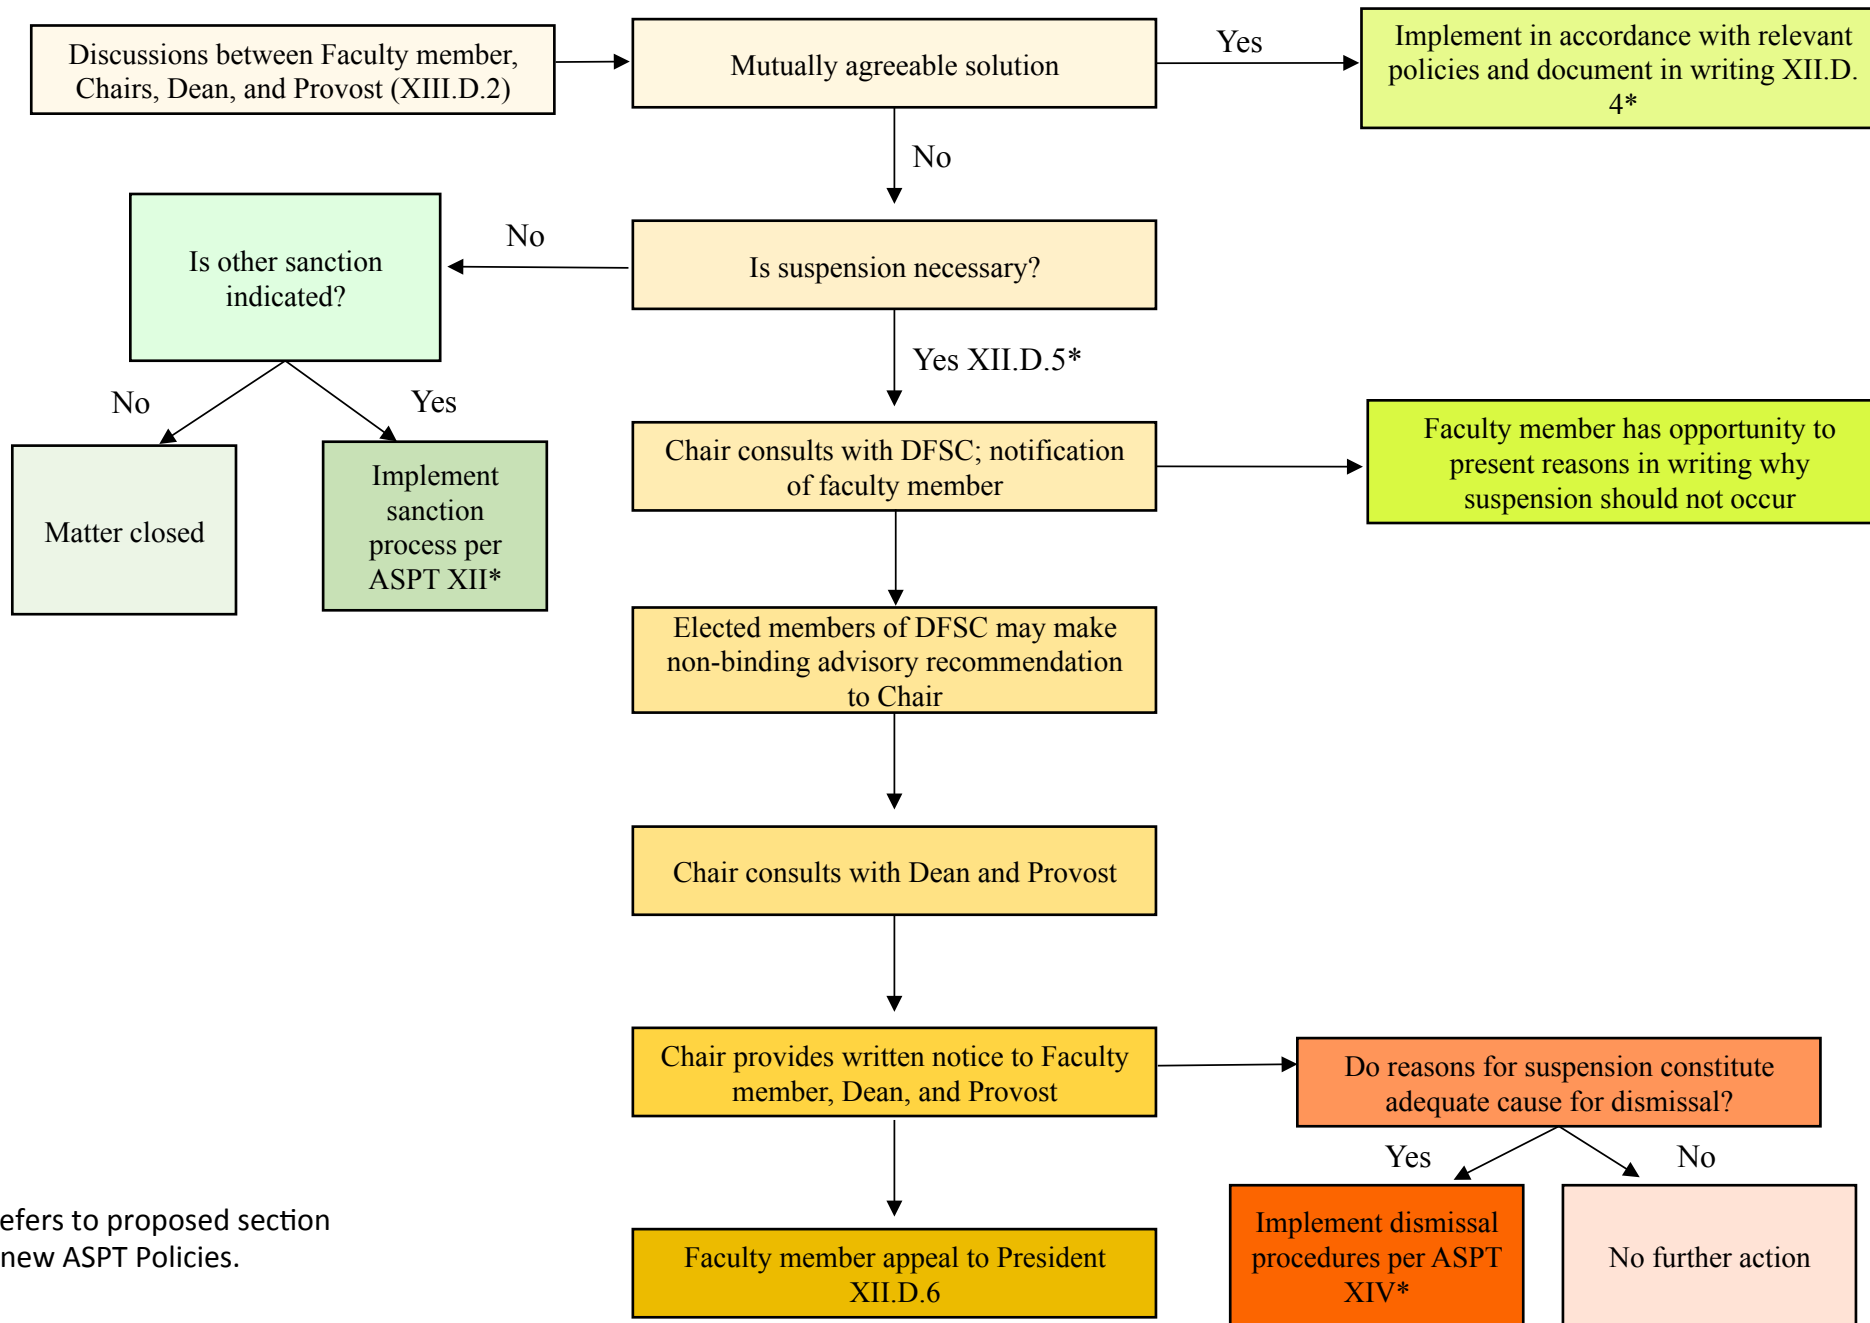 Discussions between Faculty member,
Chairs, Dean, and Provost (XIII.D.2)
Mutually agreeable solution
Yes
Implement in accordance with relevant
policies and document in writing XII.D.
4*
No
Is suspension necessary?
No
Is other sanction
indicated?
No
Yes
Matter closed
Implement
sanction
process per
ASPT XII*
Yes XII.D.5*
Chair consults with DFSC; notification
of faculty member
Faculty member has opportunity to
present reasons in writing why
suspension should not occur
Elected members of DFSC may make
non-binding advisory recommendation
to Chair
Chair consults with Dean and Provost
Chair provides written notice to Faculty
member, Dean, and Provost
Do reasons for suspension constitute
adequate cause for dismissal?
Yes
No
Implement dismissal
procedures per ASPT
XIV*
No further action
Faculty member appeal to President
XII.D.6
efers to proposed section
new ASPT Policies.